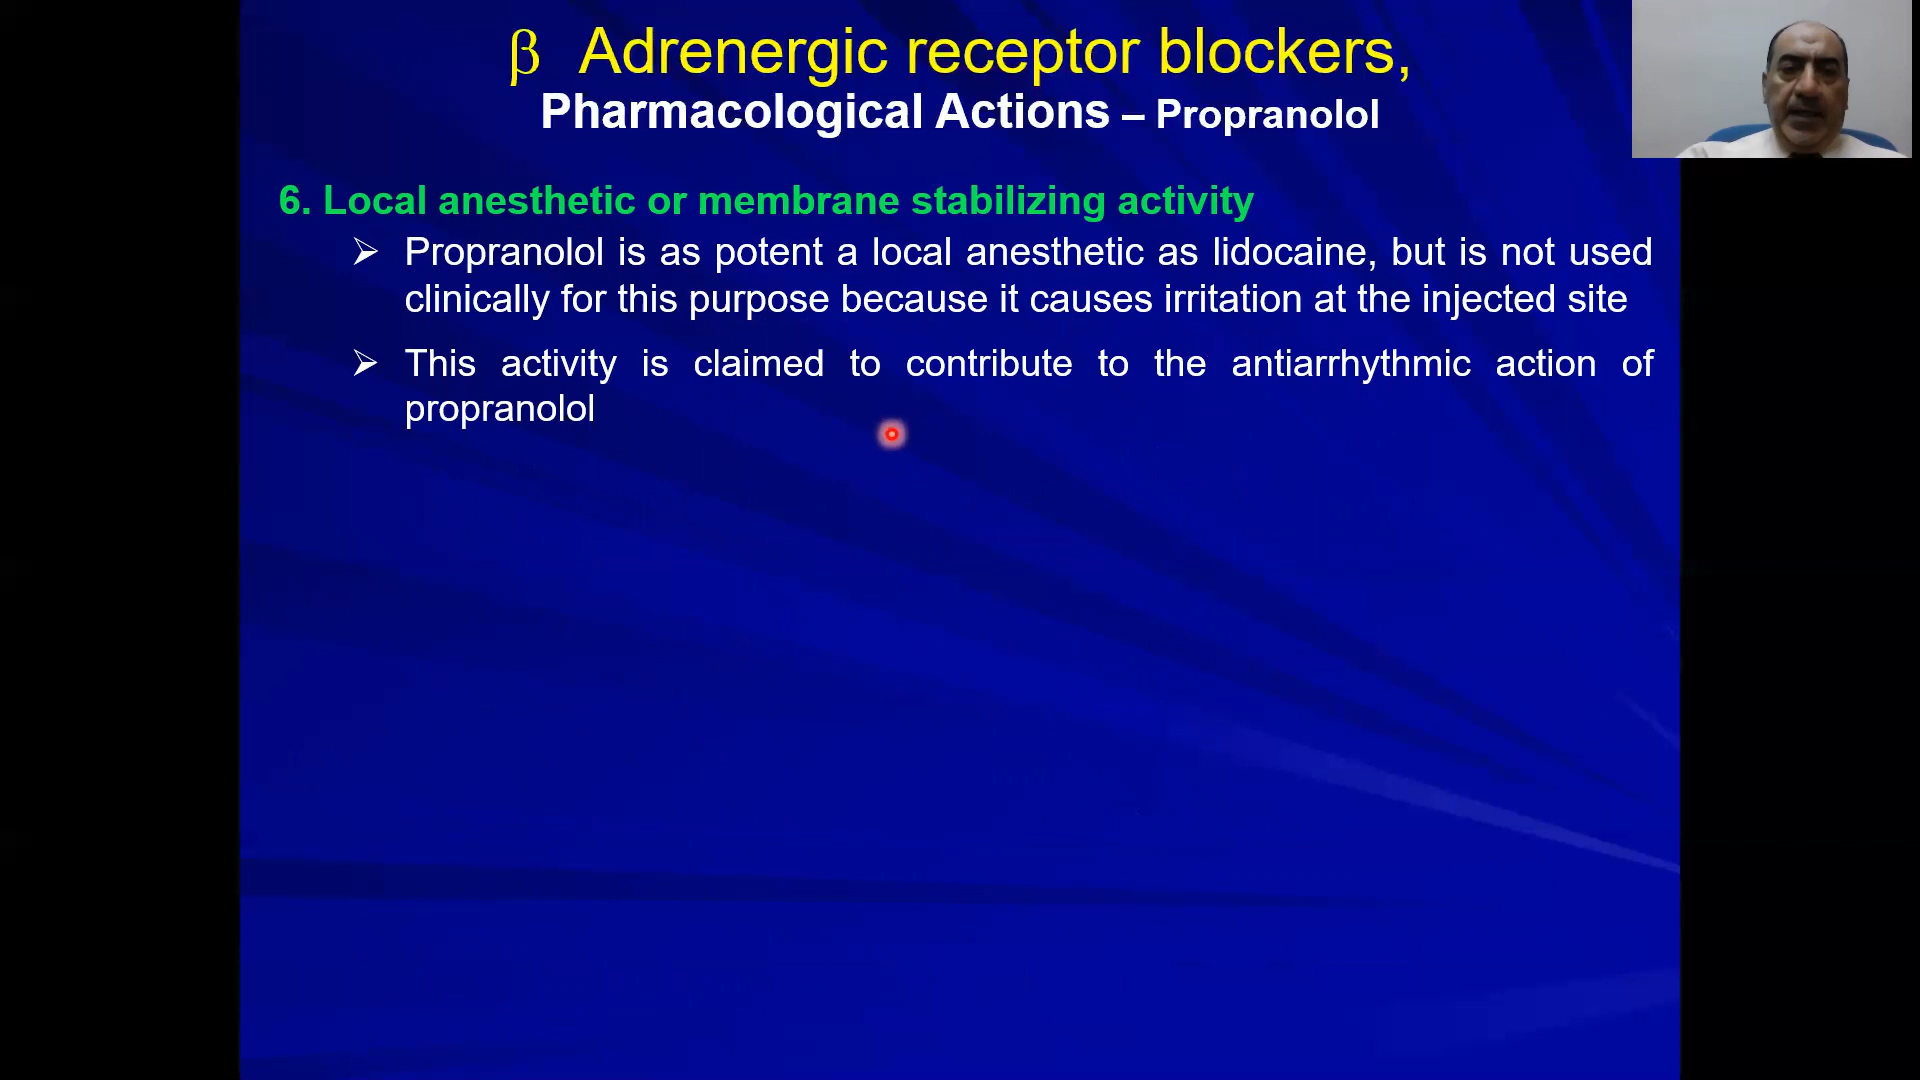 β Adrenergic receptor blockers,
Pharmacological Actions – Propranolol
6. Local anesthetic or membrane stabilizing activity
➢ Propranolol is as potent a local anesthetic as lidocaine, but is not used
clinically for this purpose because it causes irritation at the injected site
➢ This activity is claimed to contribute to the antiarrhythmic action of
propranolol